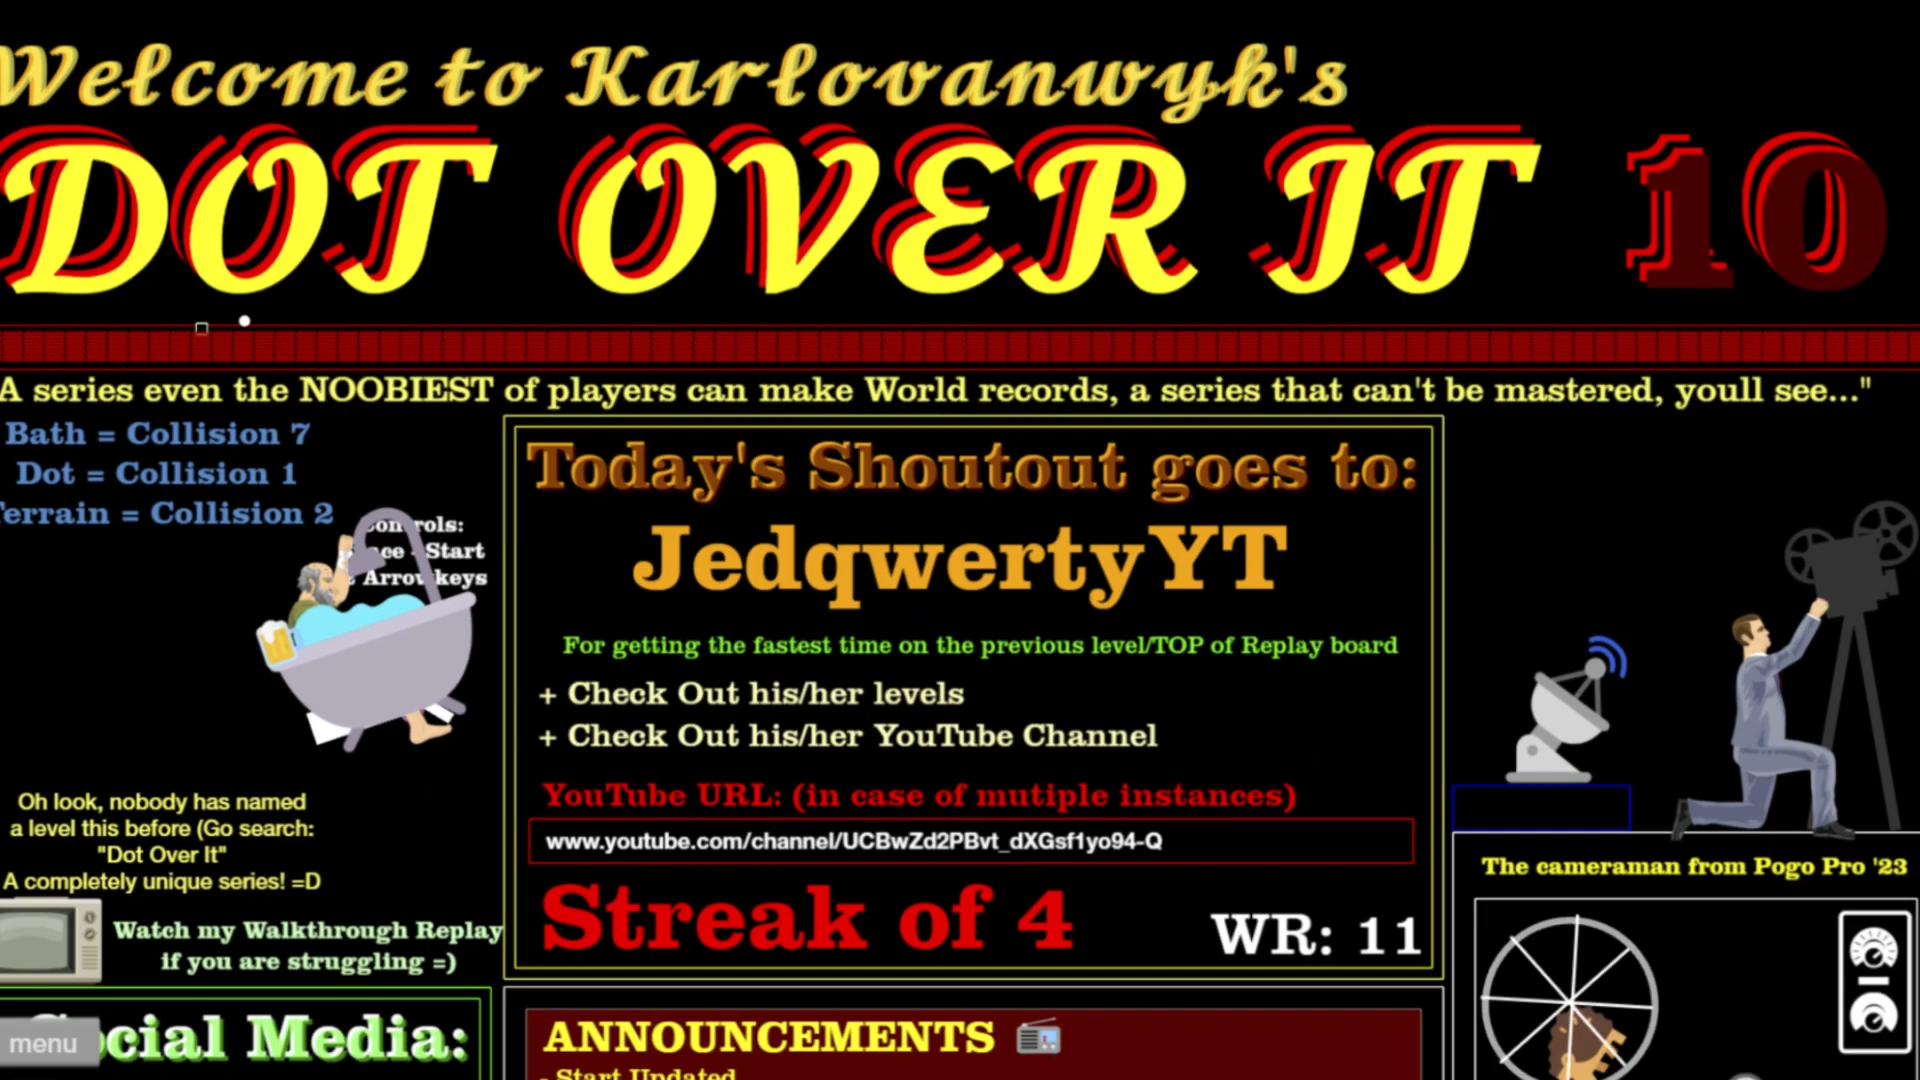 Welcome to Karlovanwyk's
DOT OVER IT 10
A series even the NOOBIEST of players can make World records, a series that can't be mastered, youll see..."
Bath = Collision 7
Dot = Collision 1
Terrain = Collision 2
Controls:
Start
Arrow keys
Oh look, nobody has named
a level this before (Go search:
"Dot Over It"
A completely unique series! =D
Watch my Walkthrough Replay
if you are struggling =)
Social Media:
menu
Today's Shoutout goes to:
JedqwertyYT
For getting the fastest time on the previous level/TOP of Replay board
+ Check Out his/her levels
+ Check Out his/her YouTube Channel
YouTube URL: (in case of mutiple instances)
www.youtube.com/channel/UCBwZd2PBvt_dXGsf1yo94-Q
Streak of 4
WR: 11
ANNOUNCEMENTS
- Start Updated
The cameraman from Pogo Pro '23